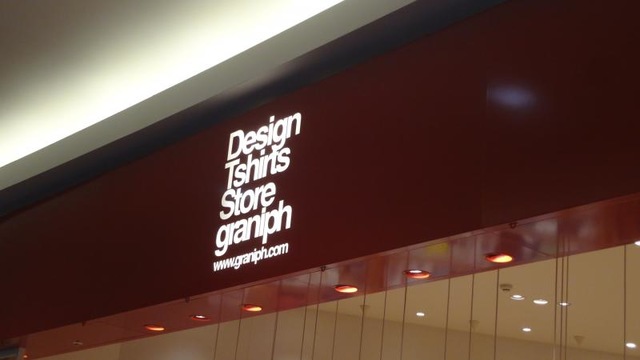 Design
Tshirts
Store
graniph
www.graniph.com